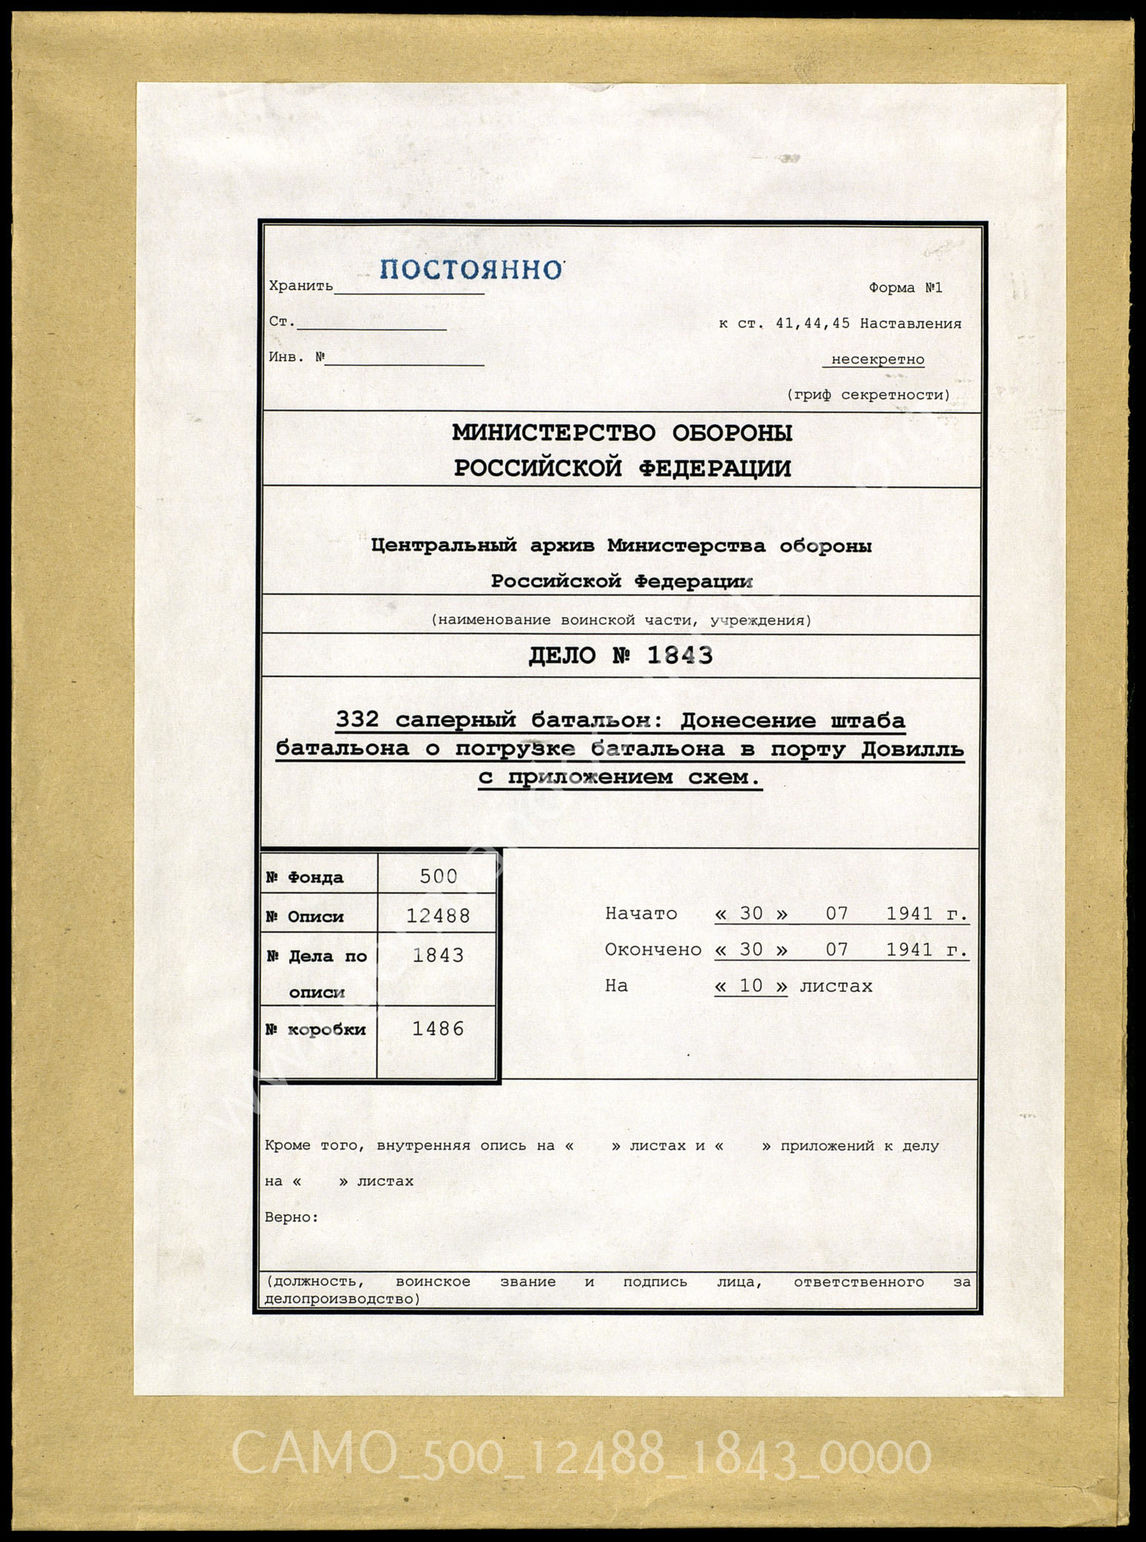 ПОСТОЯННО
Хранить
Форма №1
Ст.
к ст. 41,44,45 Наставления
Инв. №
несекретно
(гриф секретности)
МИНИСТЕРСТВО ОБОРОНЫ
РОССИЙСКОЙ ФЕДЕРАЦИИ
Центральный архив Министерства обороны
Российской Федерации
(наименование воинской части, учреждения)
ДЕЛО № 1843
332 саперный батальон: Донесение штаба
батальона о погрузке батальона в порту Довилль
с приложением схем.
№ Фонда 500
№ Описи 12488
№ Дела по 1843
описи
№ коробки 1486
Начато « 30 » 07 1941 г.
Окончено « 30 » 07 1941 г.
На « 10 » листах
Кроме того, внутренняя опись на « » листах и « » приложений к делу
на « » листах
Верно:
(должность, воинское звание и подпись лица, ответственного за
делопроизводство)
CAMO_500_12488_1843_0000